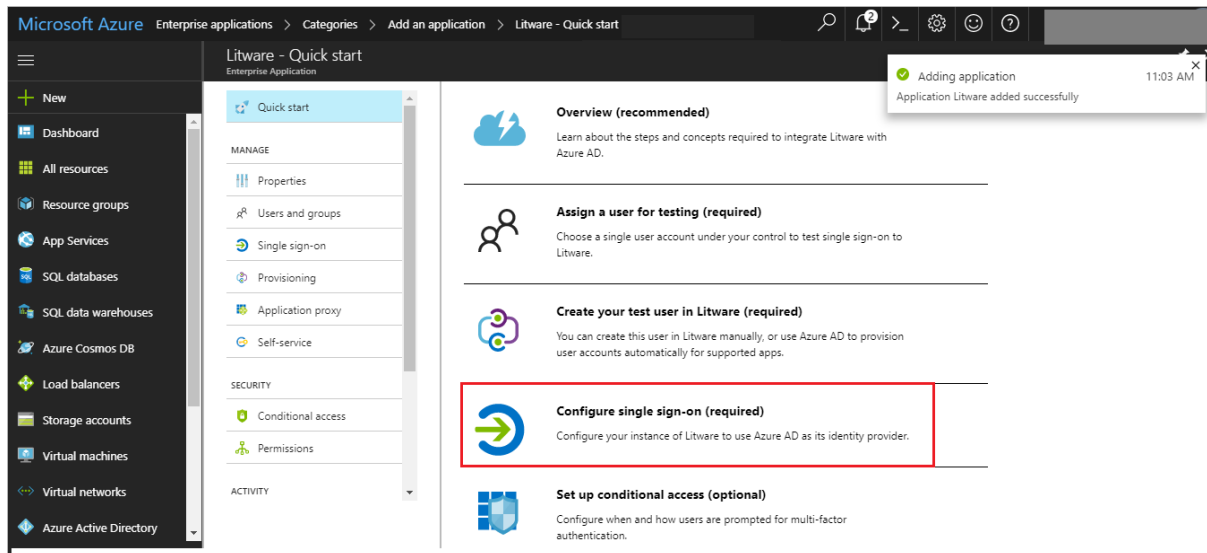 Microsoft Azure Enterprise applications > Categories > Add an application > Litware - Quick start
2
Litware - Quick start
Enterprise Application
Adding application 11:03 AM
Application Litware added successfully
New
Dashboard
All resources
Resource groups
App Services
SQL databases
SQL data warehouses
Azure Cosmos DB
Load balancers
Storage accounts
Virtual machines
Virtual networks
Azure Active Directory
Quick start
MANAGE
Properties
Users and groups
Single sign-on
Provisioning
Application proxy
Self-service
SECURITY
Conditional access
Permissions
ACTIVITY
Overview (recommended)
Learn about the steps and concepts required to integrate Litware with
Azure AD.
Assign a user for testing (required)
Choose a single user account under your control to test single sign-on to
Litware.
Create your test user in Litware (required)
You can create this user in Litware manually, or use Azure AD to provision
user accounts automatically for supported apps.
Configure single sign-on (required)
Configure your instance of Litware to use Azure AD as its identity provider.
Set up conditional access (optional)
Configure when and how users are prompted for multi-factor
authentication.